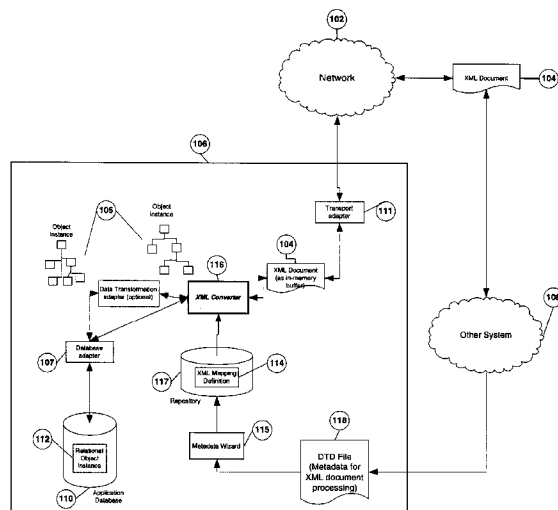 102
Network
XML Document
104
106
105
Object
Instance
Object
Instance
Transport
adapter
111
104
116
XML Document
(as in-memory
buffer)
Data Transformation
adapter (optional)
XML Converter
108
Other System
107
Database
adapter
117
XML Mapping
Definition
114
Repository
118
112
Relational
Object
Instance
Metadata Wizard
115
DTD File
(Metadata for
XML document
processing)
110
Application
Database